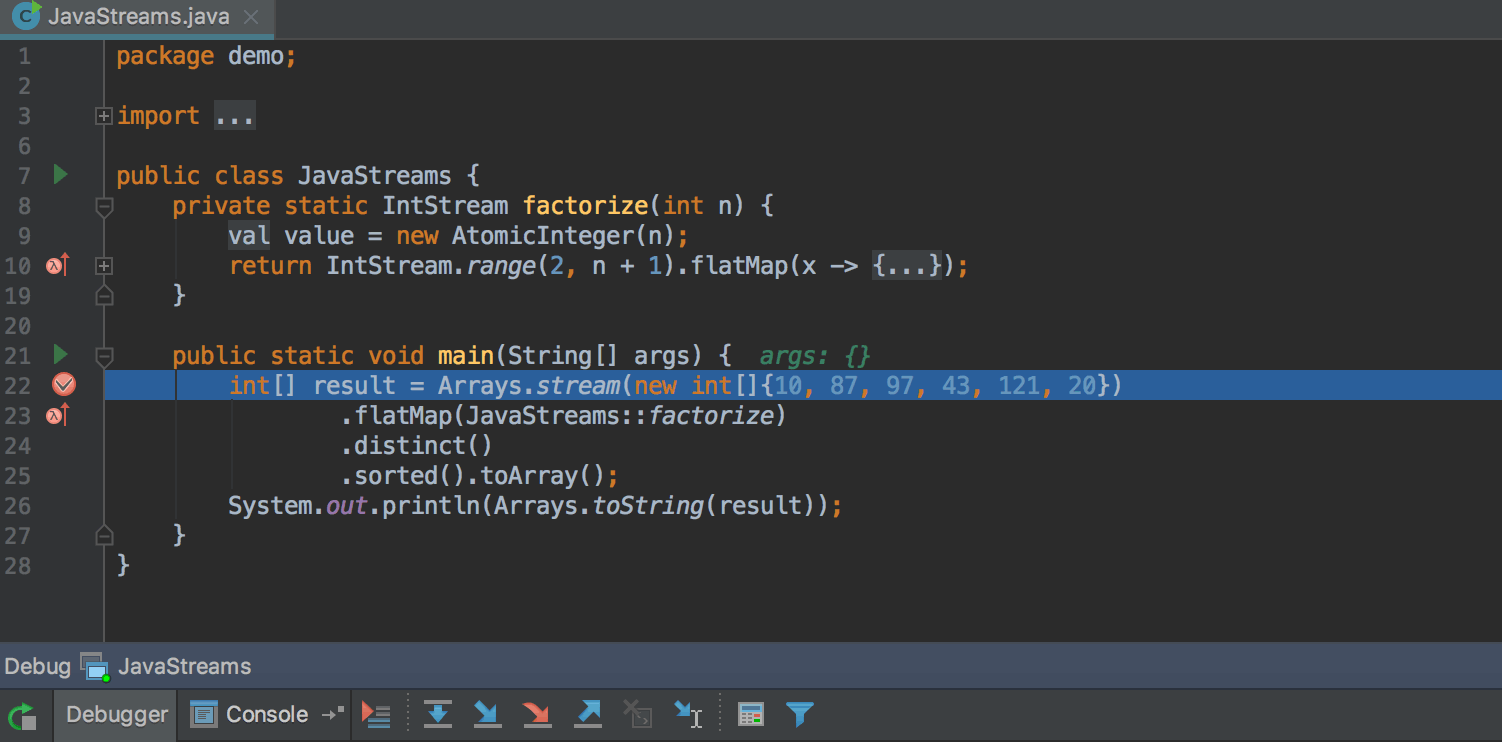 JavaStreams.java
1 package demo;
2
3 import ...
6
7 public class JavaStreams {
8 private static IntStream factorize(int n) {
9 val value = new AtomicInteger(n);
10 return IntStream.range(2, n + 1).flatMap(x -> {...});
19 }
20
21 public static void main(String[] args) { args: {}
22 int[] result = Arrays.stream(new int[]{10, 87, 97, 43, 121, 20})
23 .flatMap(JavaStreams::factorize)
24 .distinct()
25 .sorted().toArray();
26 System.out.println(Arrays.toString(result));
27 }
28 }
Debug JavaStreams
Debugger Console